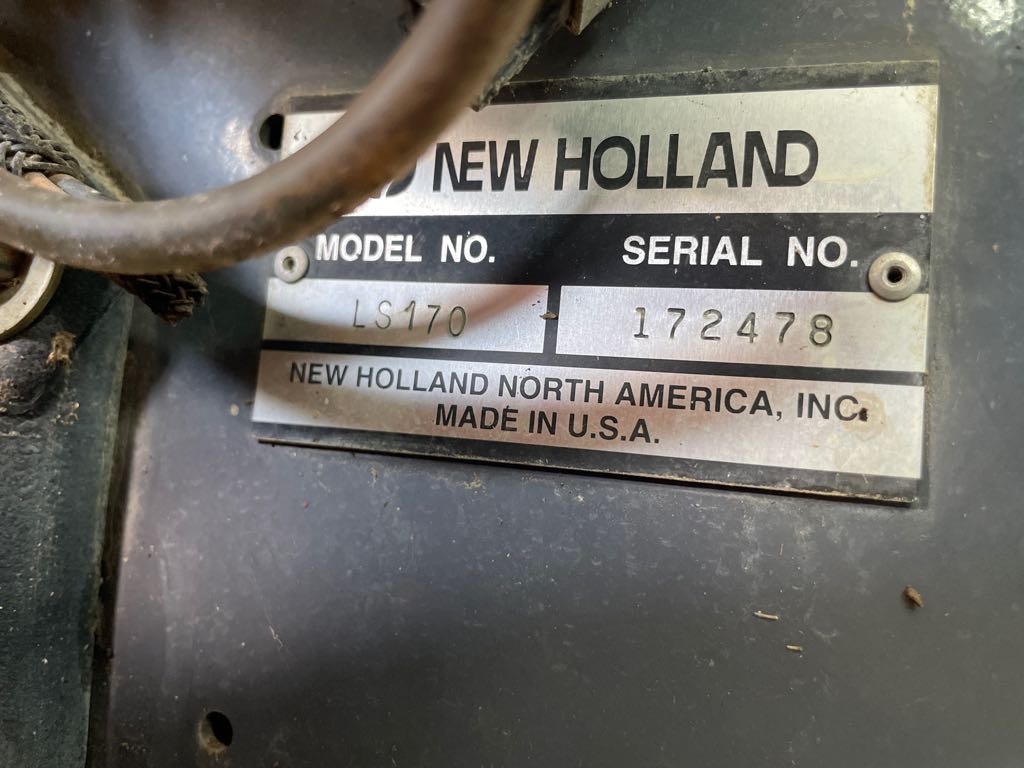 NEW HOLLAND
MODEL NO. SERIAL NO.
LS170 172478
NEW HOLLAND NORTH AMERICA, INC.
MADE IN U.S.A.